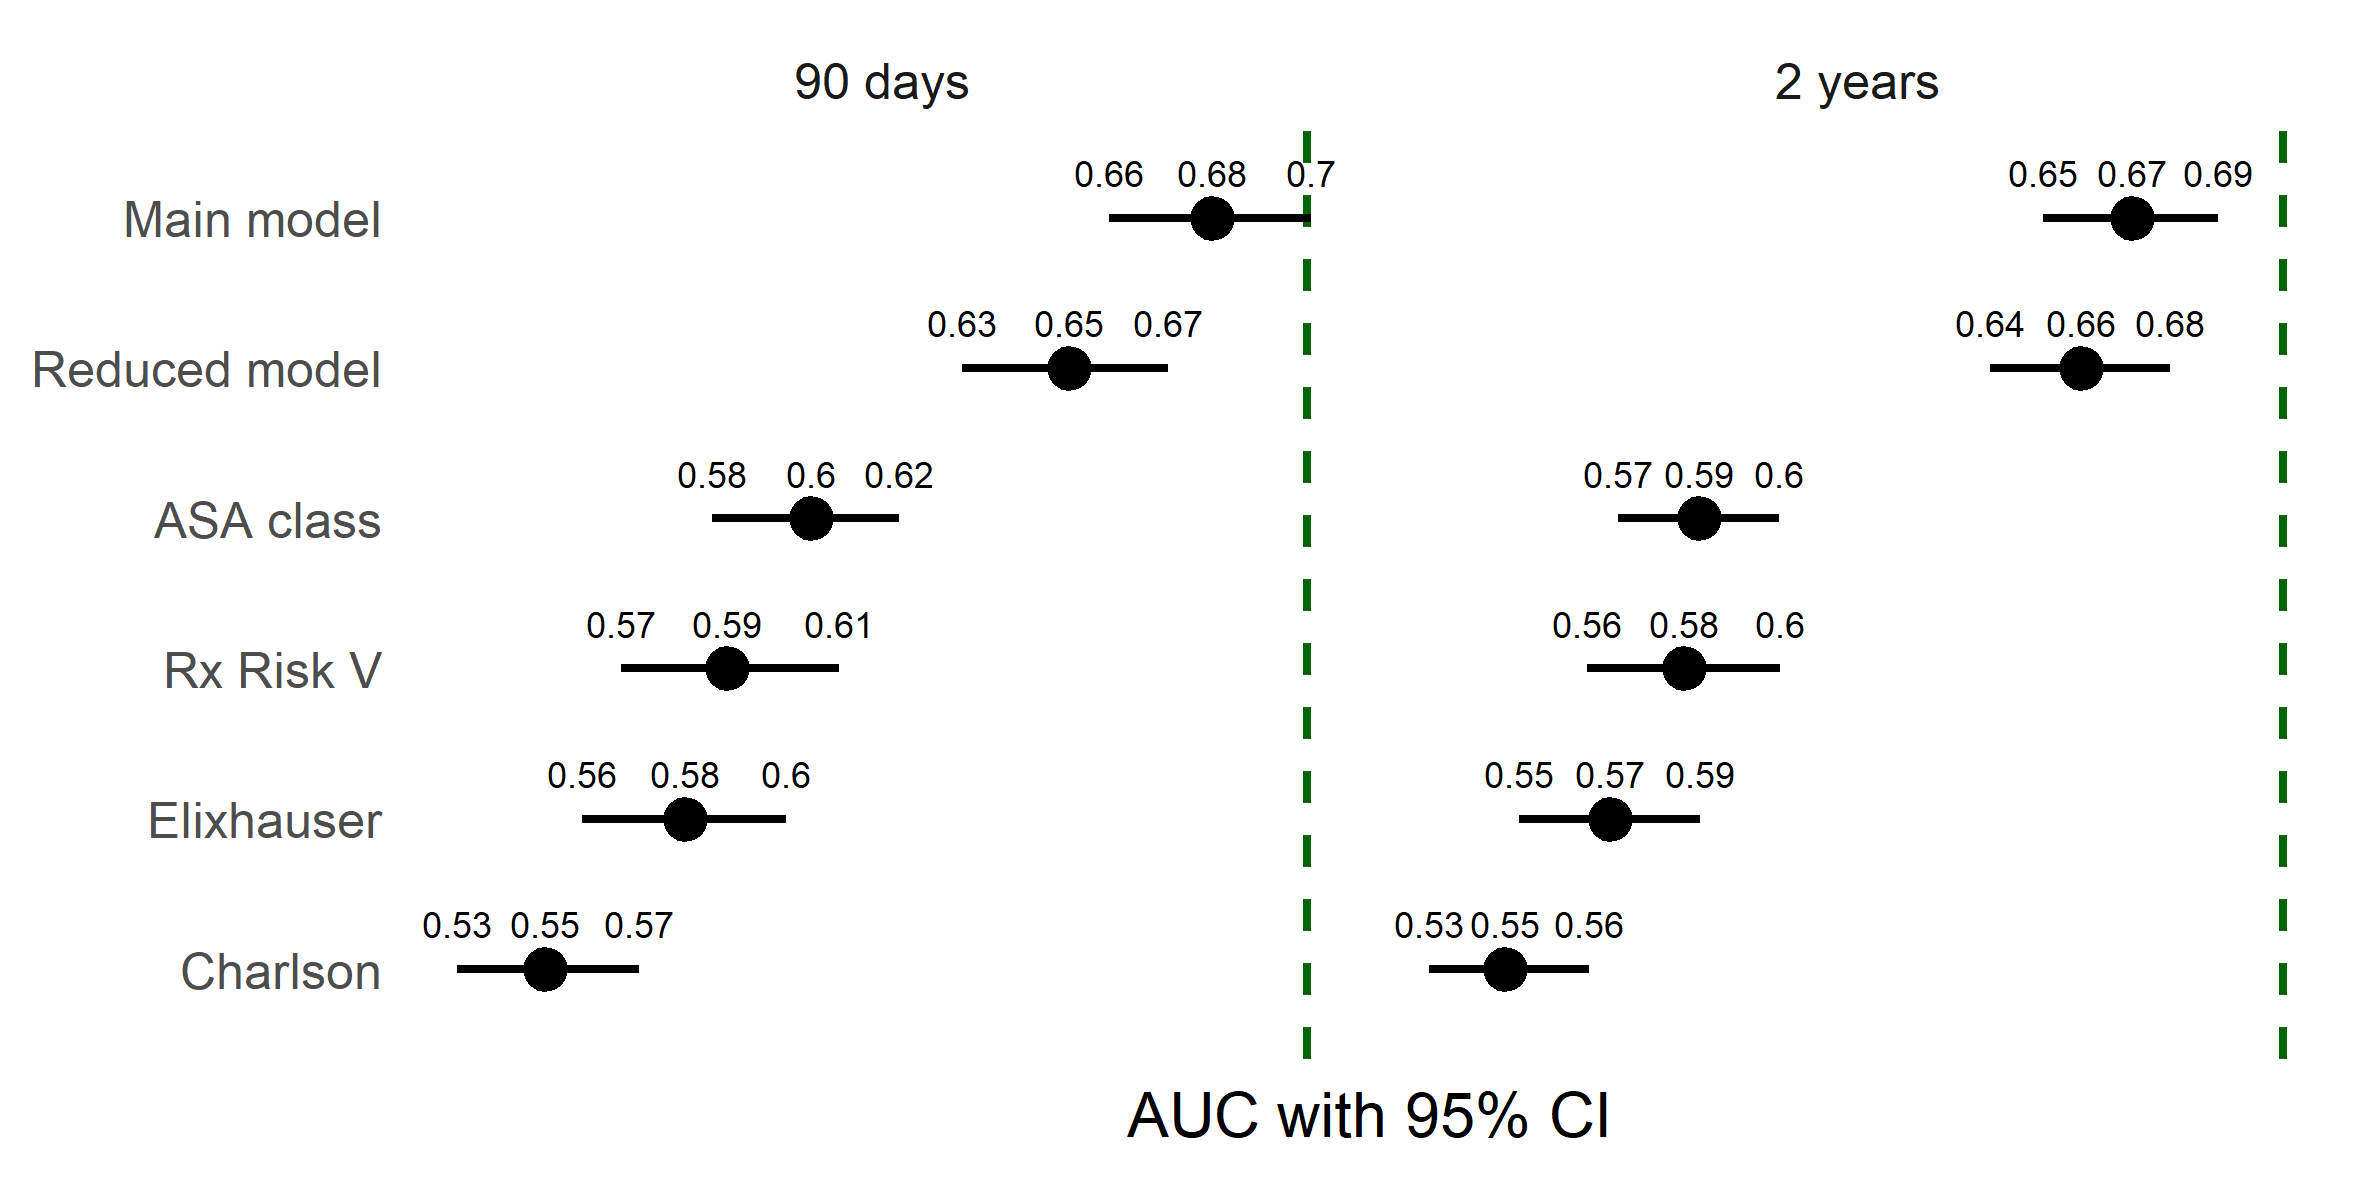 90 days 2 years
0.66 0.68 0.7 0.65 0.67 0.69
Main model
0.63 0.65 0.67 0.64 0.66 0.68
Reduced model
0.58 0.6 0.62 0.57 0.59 0.6
ASA class
0.57 0.59 0.61 0.56 0.58 0.6
Rx Risk V
0.56 0.58 0.6 0.55 0.57 0.59
Elixhauser
0.53 0.55 0.57 0.53 0.55 0.56
Charlson
AUC with 95% CI